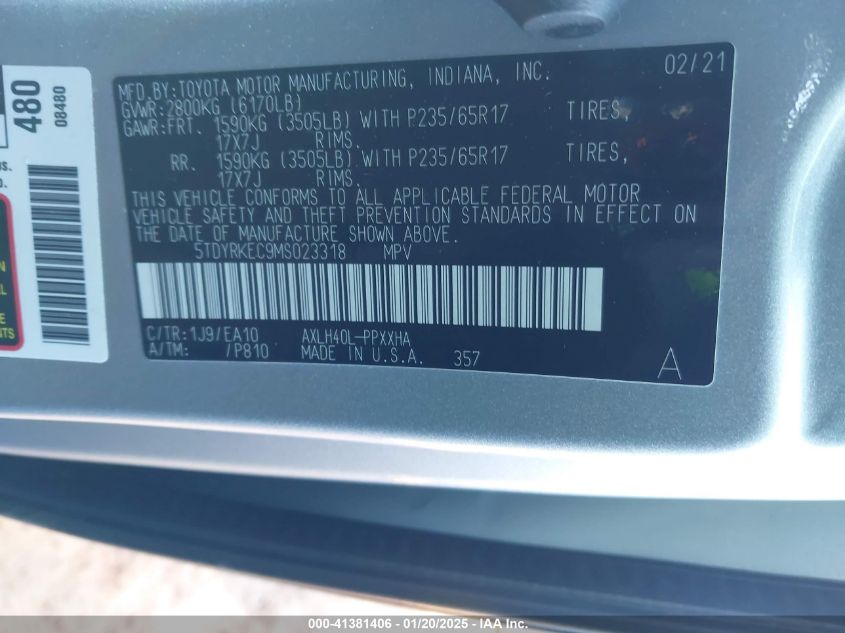 480
08480
MFD. BY: TOYOTA MOTOR MANUFACTURING, INDIANA, INC. 02/21
GVWR: 2800KG (6170LB)
GAWR: FRT. 1590KG (3505LB) WITH P235/65R17 TIRES,
17X7J RIMS.
RR. 1590KG (3505LB) WITH P235/65R17 TIRES,
17X7J RIMS.
THIS VEHICLE CONFORMS TO ALL APPLICABLE FEDERAL MOTOR
VEHICLE SAFETY AND THEFT PREVENTION STANDARDS IN EFFECT ON
THE DATE OF MANUFACTURE SHOWN ABOVE.
5TDYRKEC9MS023318 MPV
C/TR: 1J9/EA10 AXLH40L-PPXXHA
A/TM: /P810 MADE IN U.S.A. 357 A
000-41381406 - 01/20/2025 - IAA Inc.